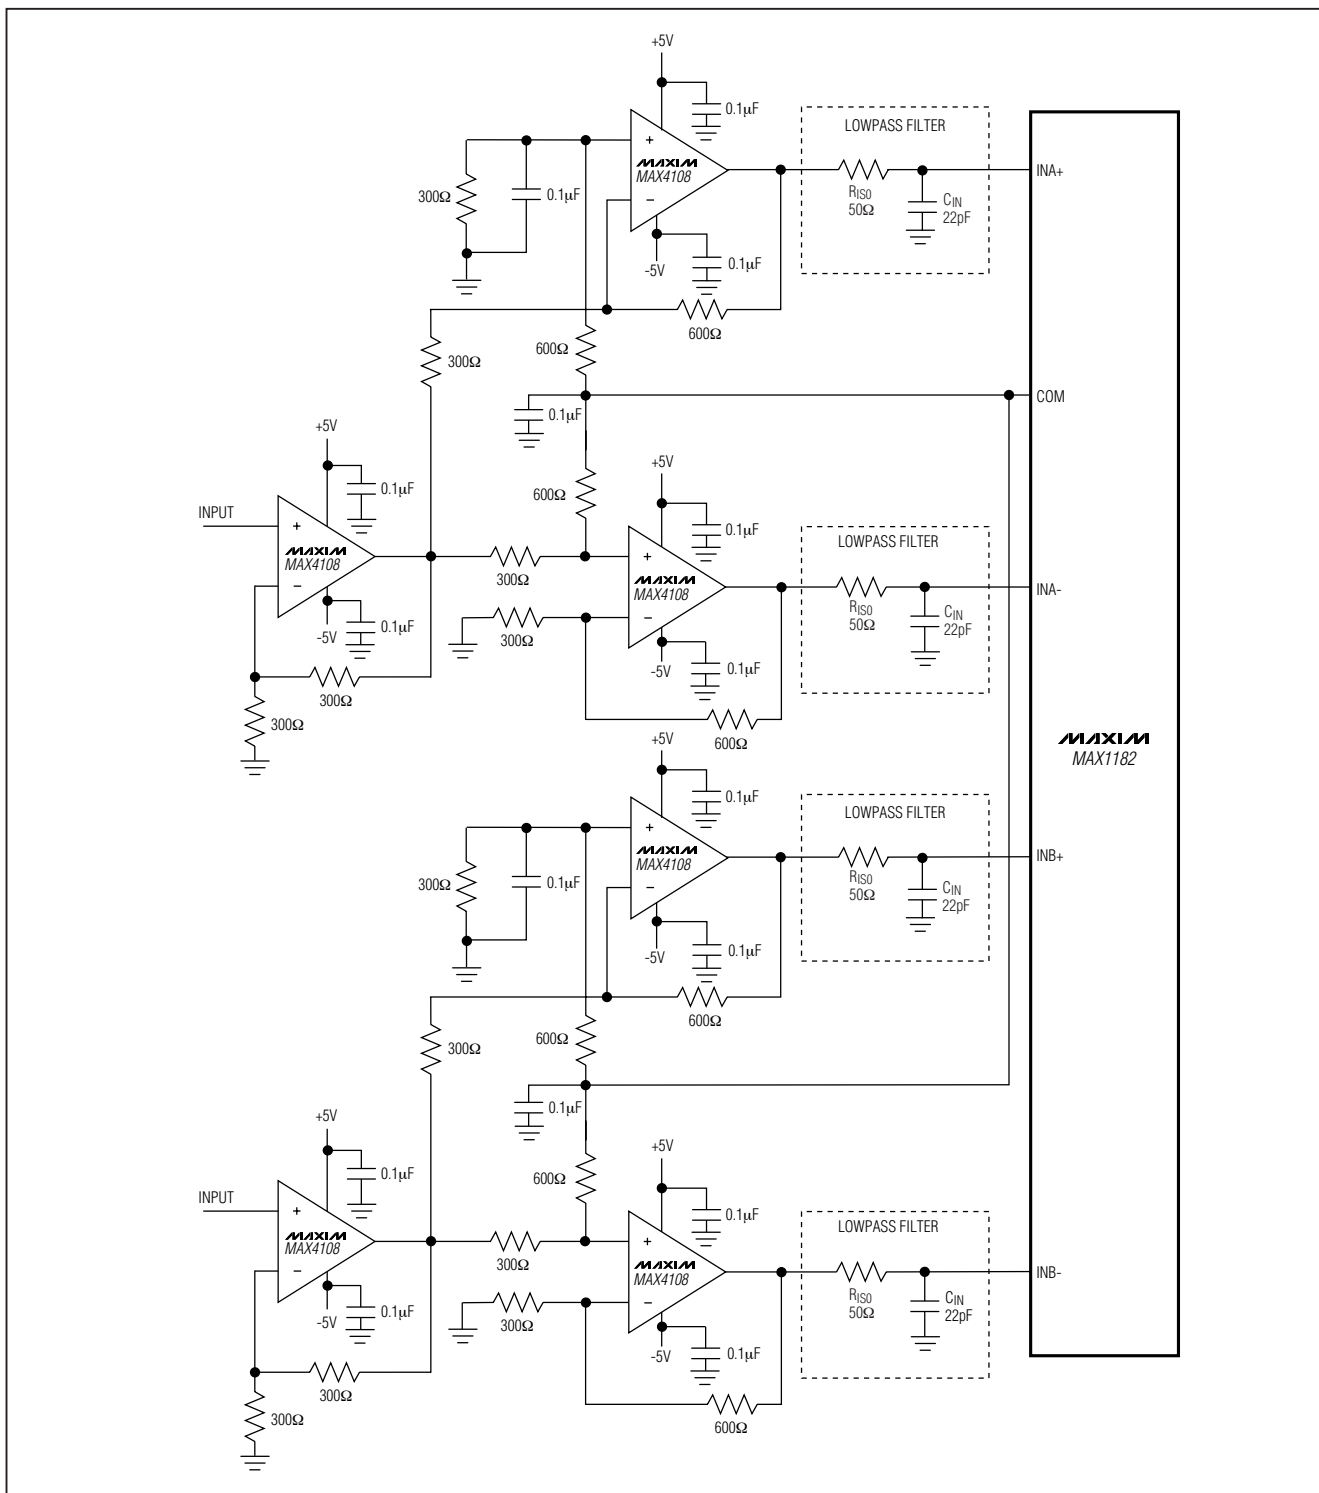 +5V
0.1µF
LOWPASS FILTER
+
MAXIM
MAX4108
INA+
300Ω
0.1µF
−
RISO
50Ω
CIN
22pF
-5V
0.1µF
600Ω
600Ω
300Ω
COM
0.1µF
+5V
+5V
0.1µF
600Ω
0.1µF
INPUT
+
MAXIM
MAX4108
−
LOWPASS FILTER
+
MAXIM
MAX4108
INA-
300Ω
−
RISO
50Ω
CIN
22pF
0.1µF
-5V
300Ω
-5V
0.1µF
300Ω
300Ω
600Ω
+5V
MAXIM
MAX1182
0.1µF
LOWPASS FILTER
+
MAXIM
MAX4108
INB+
300Ω
0.1µF
−
RISO
50Ω
CIN
22pF
-5V
0.1µF
600Ω
600Ω
300Ω
0.1µF
+5V
+5V
0.1µF
600Ω
0.1µF
INPUT
+
MAXIM
MAX4108
−
LOWPASS FILTER
+
MAXIM
MAX4108
INB-
300Ω
−
RISO
50Ω
CIN
22pF
0.1µF
-5V
300Ω
-5V
0.1µF
300Ω
300Ω
600Ω